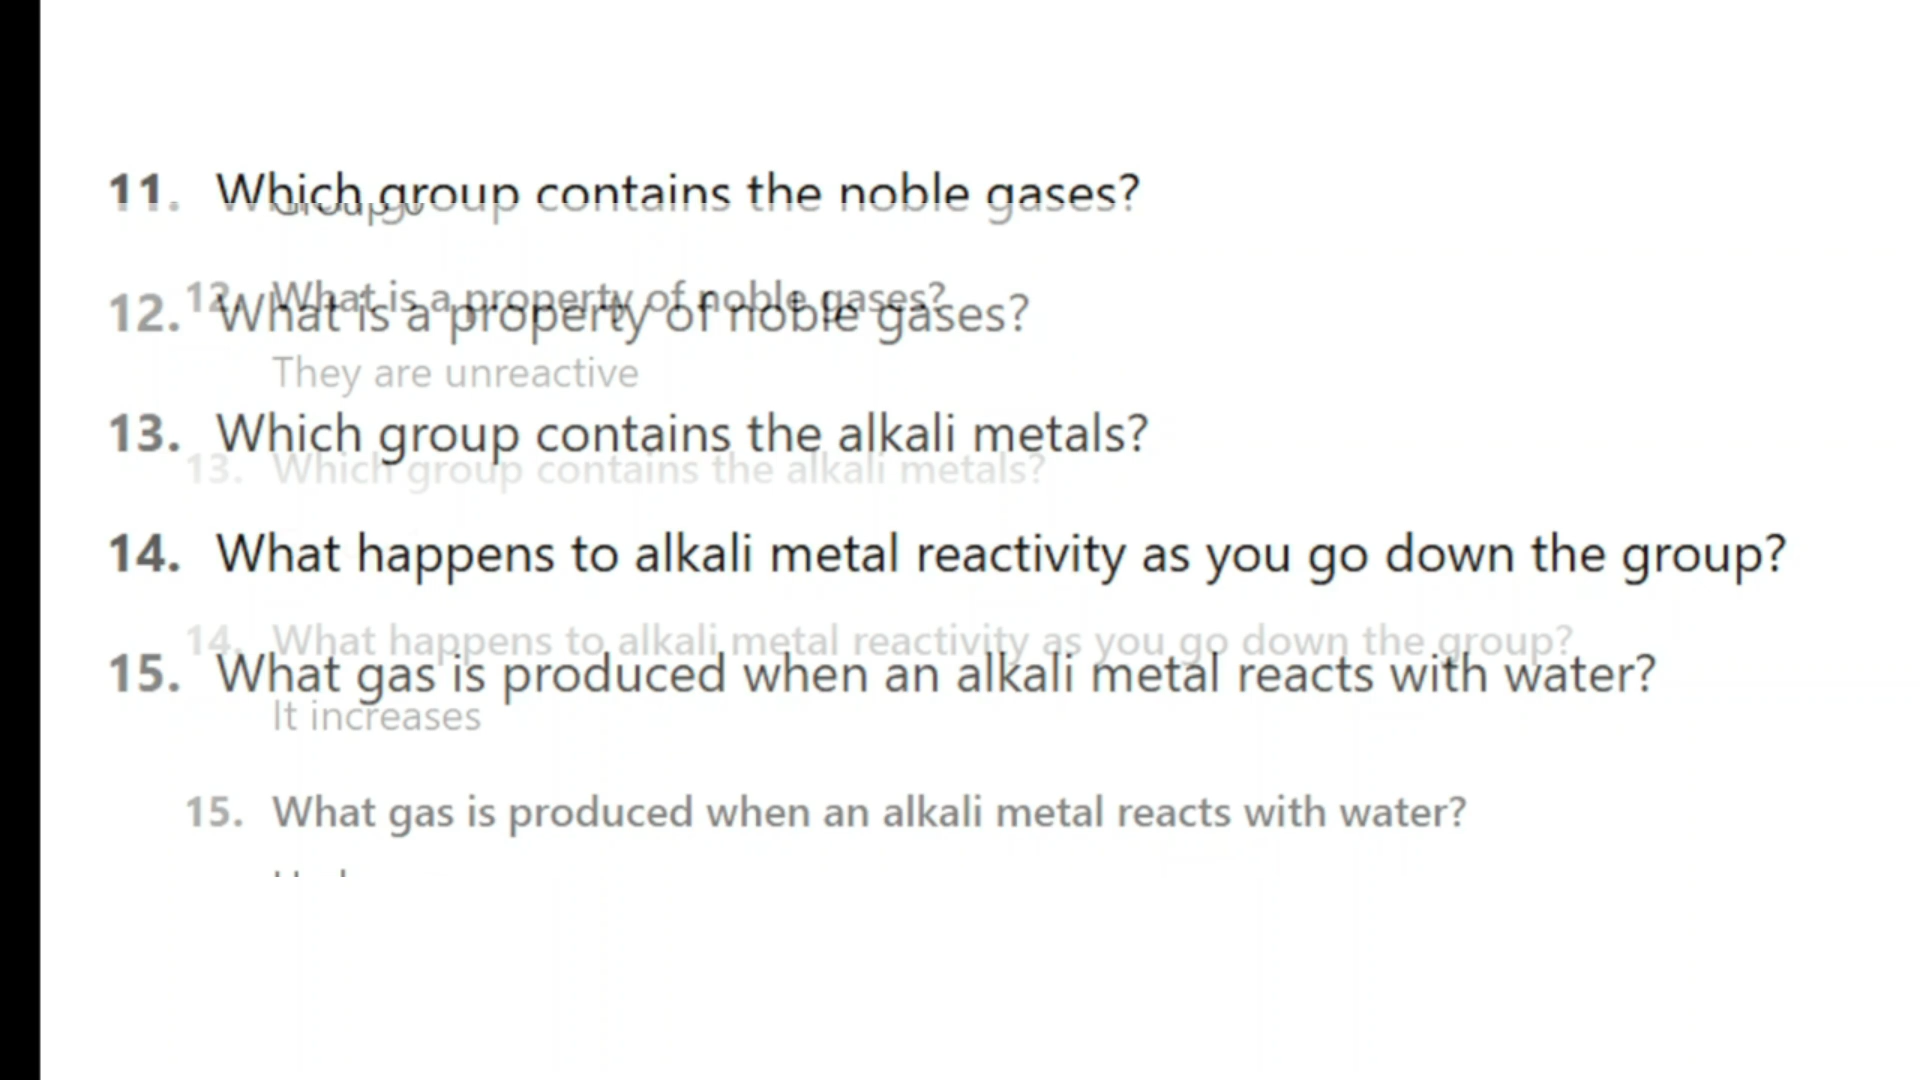 11. Which group contains the noble gases?
Group
12. What is a property of noble gases?
12. What is a property of noble gases?
They are unreactive
13. Which group contains the alkali metals?
13. Which group contains the alkali metals?
14. What happens to alkali metal reactivity as you go down the group?
14. What happens to alkali metal reactivity as you go down the group?
15. What gas is produced when an alkali metal reacts with water?
It increases
15. What gas is produced when an alkali metal reacts with water?